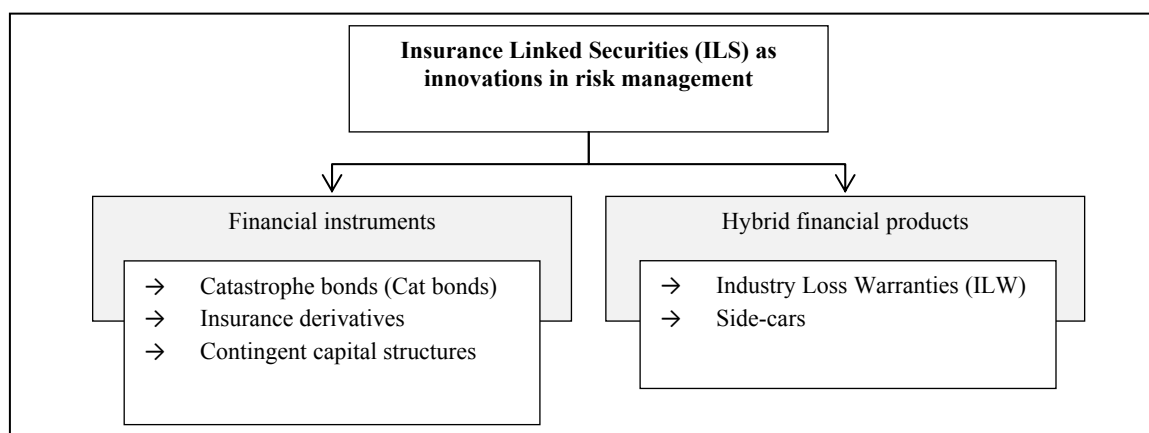 Insurance Linked Securities (ILS) as
innovations in risk management
Financial instruments
→ Catastrophe bonds (Cat bonds)
→ Insurance derivatives
→ Contingent capital structures
Hybrid financial products
→ Industry Loss Warranties (ILW)
→ Side-cars